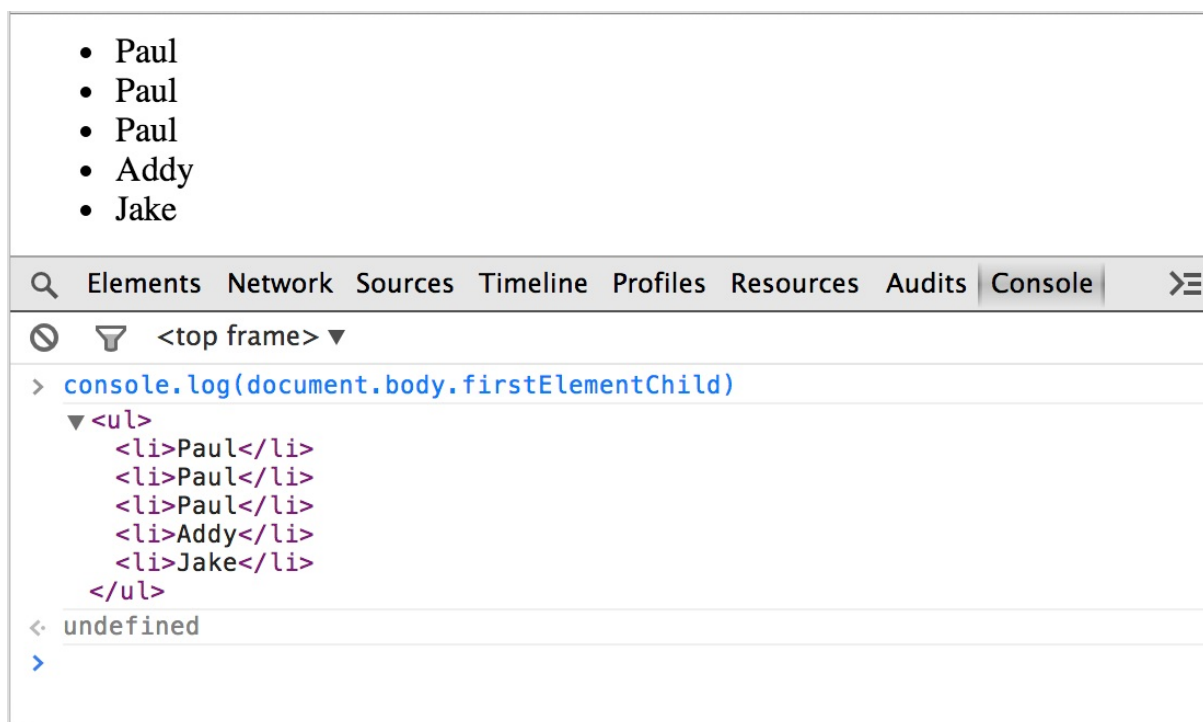 • Paul
• Paul
• Paul
• Addy
• Jake
Elements Network Sources Timeline Profiles Resources Audits Console
<top frame> ▼
> console.log(document.body.firstElementChild)
▼<ul>
<li>Paul</li>
<li>Paul</li>
<li>Paul</li>
<li>Addy</li>
<li>Jake</li>
</ul>
undefined
>